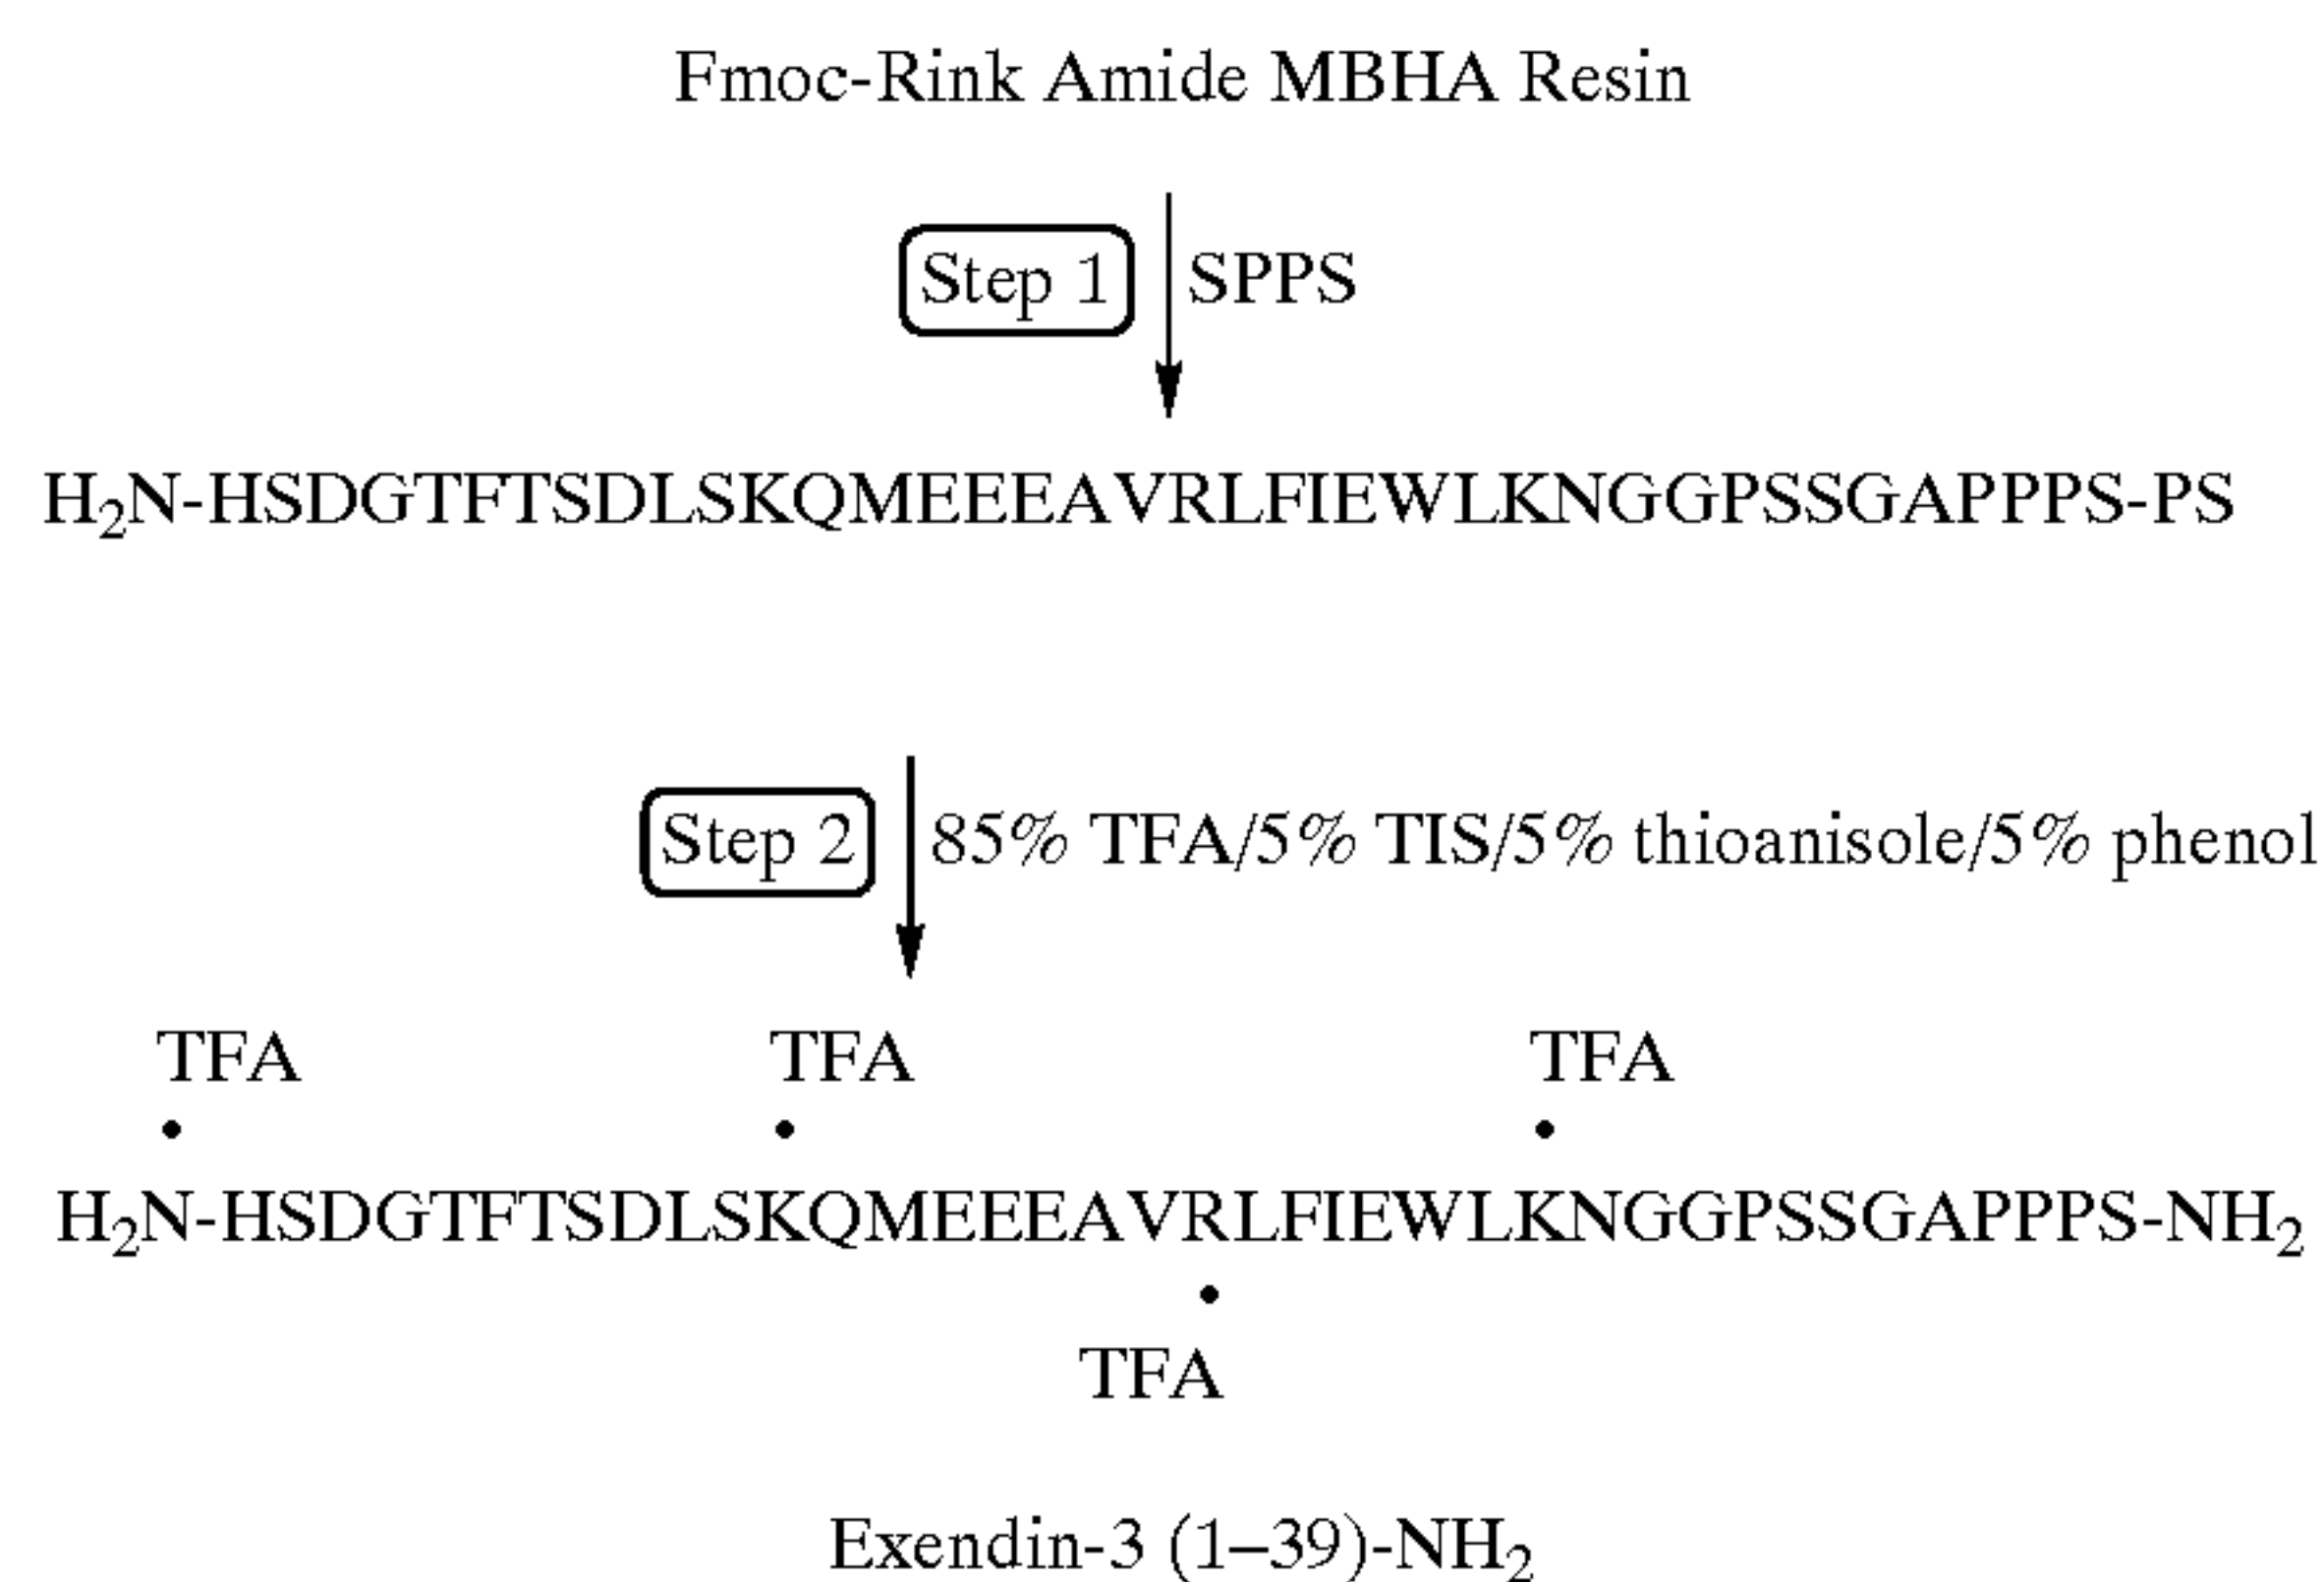 Fmoc-Rink Amide MBHA Resin
Step 1 SPPS
H₂N-HSDGTFTSDLSKQMEEEAVRLFIEWLKNGGPSSGAPPPS-PS
Step 2 85% TFA/5% TIS/5% thioanisole/5% phenol
TFA TFA TFA
• • •
H₂N-HSDGTFTSDLSKQMEEEAVRLFIEWLKNGGPSSGAPPPS-NH₂
•
TFA
Exendin-3 (1–39)-NH₂